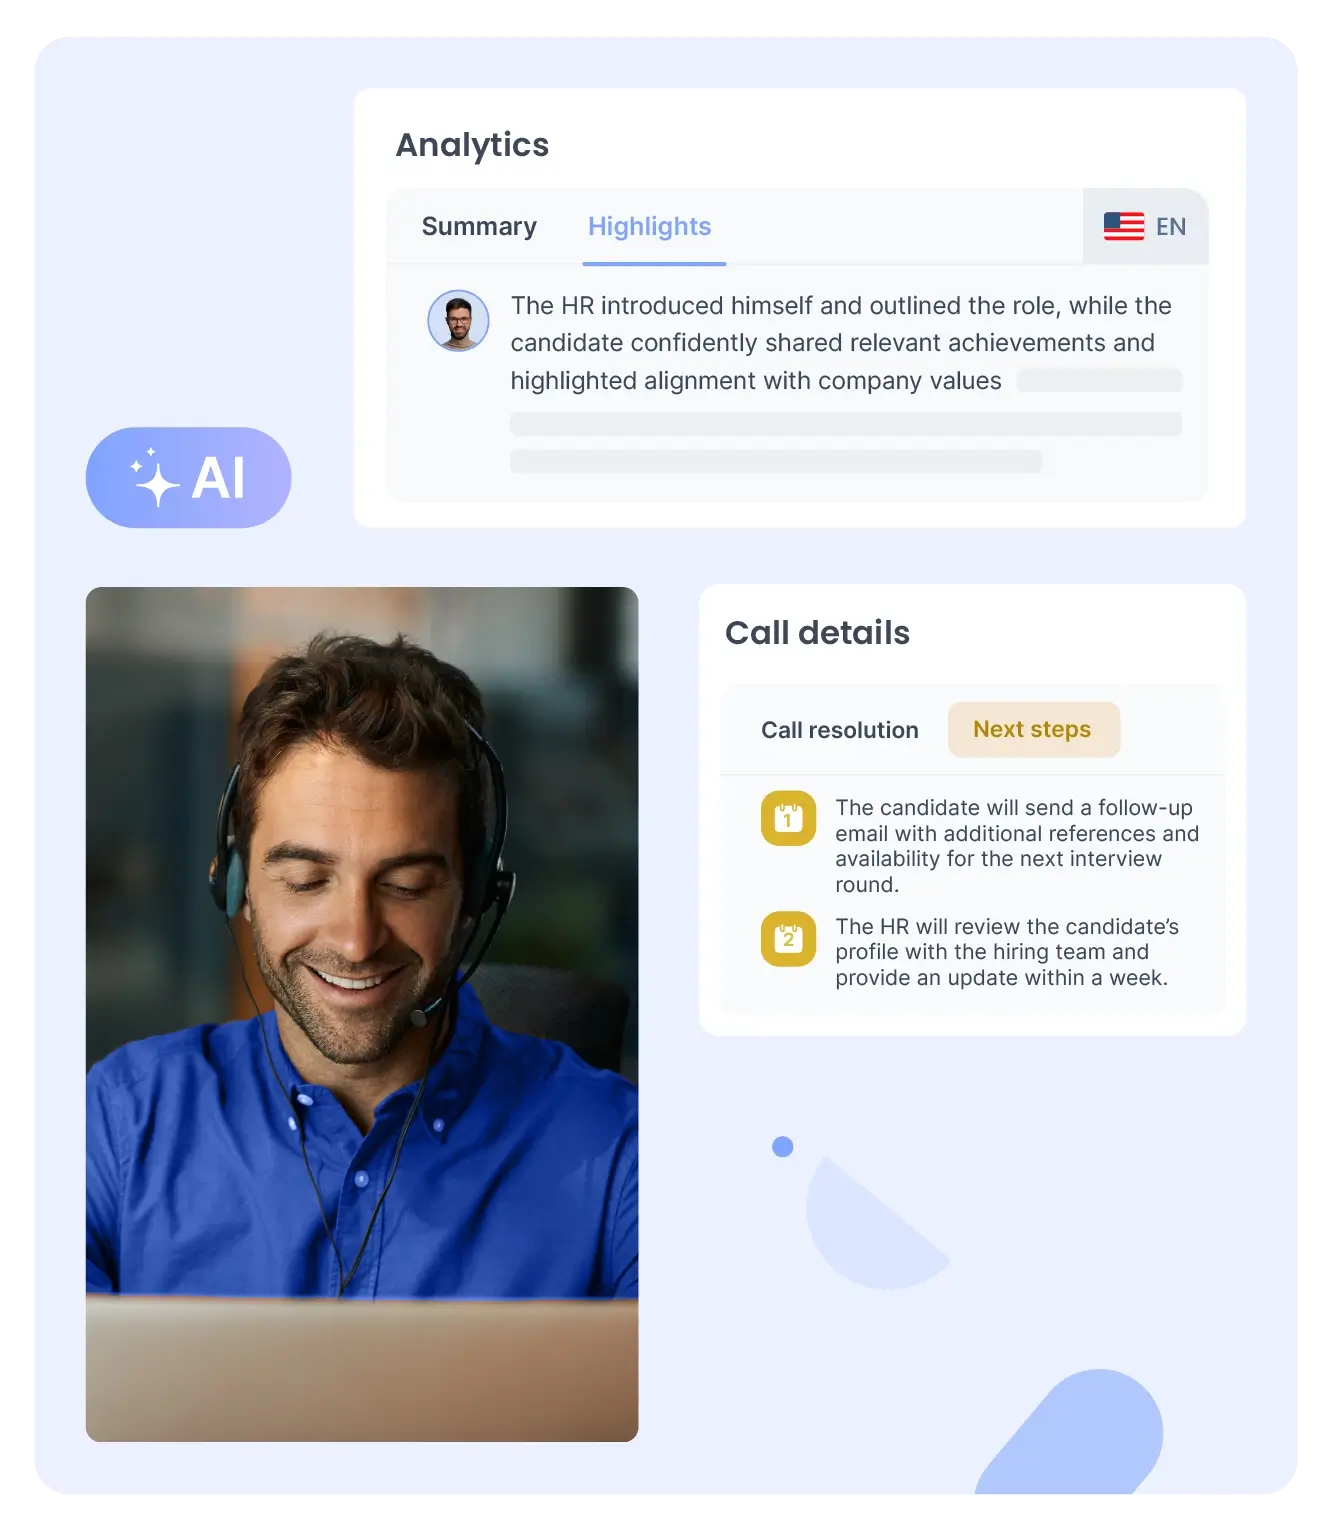 Analytics
Summary
Highlights
EN
The HR introduced himself and outlined the role, while the
candidate confidently shared relevant achievements and
highlighted alignment with company values
AI
Call details
Call resolution
Next steps
1
The candidate will send a follow-up
email with additional references and
availability for the next interview
round.
2
The HR will review the candidate’s
profile with the hiring team and
provide an update within a week.